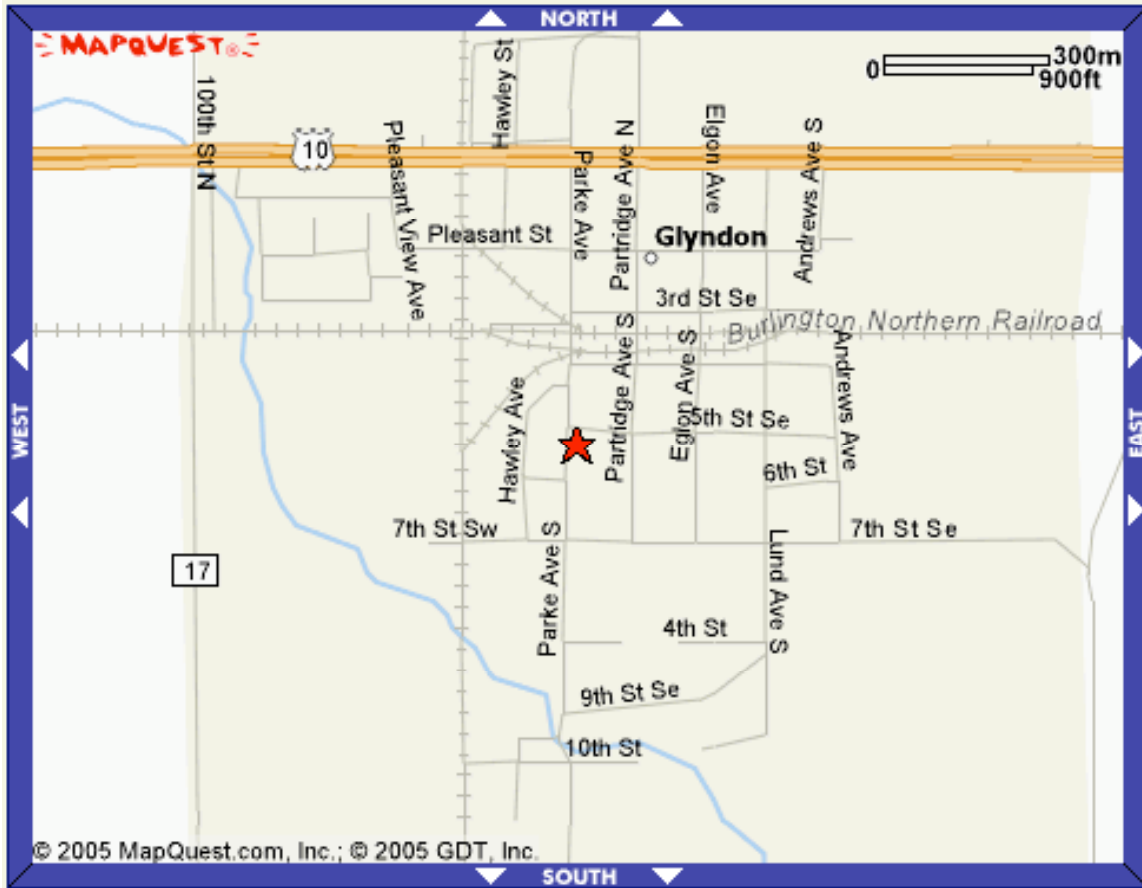 NORTH
MAPQUEST®
300m
0
900ft
100th St N
10
Hawley St
Pleasant View Ave
Parke Ave
Partridge Ave N
Elgon Ave
Andrews Ave S
Pleasant St
Glyndon
3rd St Se
Burlington Northern Railroad
WEST
EAST
Hawley Ave
Partridge Ave S
Eglon Ave S
5th St Se
Andrews Ave
6th St
7th St Sw
7th St Se
17
Parke Ave S
Lund Ave S
4th St
9th St Se
10th St
© 2005 MapQuest.com, Inc.; © 2005 GDT, Inc.
SOUTH